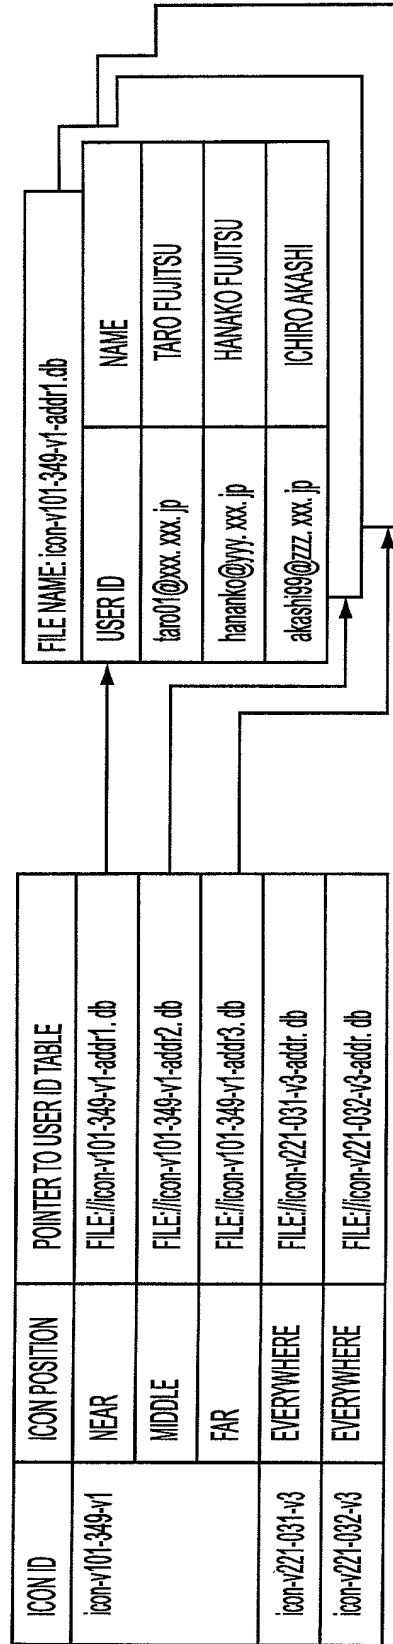 ICON ID
ICON POSITION
POINTER TO USER ID TABLE
icon-v101-349-v1
NEAR
FILE://icon-v101-349-v1-addr1. db
MIDDLE
FILE://icon-v101-349-v1-addr2. db
FAR
FILE://icon-v101-349-v1-addr3. db
icon-v221-031-v3
EVERYWHERE
FILE://icon-v221-031-v3-addr. db
icon-v221-032-v3
EVERYWHERE
FILE://icon-v221-032-v3-addr. db
FILE NAME: icon-v101-349-v1-addr1.db
USER ID
NAME
taro01@xxx. xxx. jp
TARO FUJITSU
hananko@yyy. xxx. jp
HANAKO FUJITSU
akashi99@zzz. xxx. jp
ICHIRO AKASHI